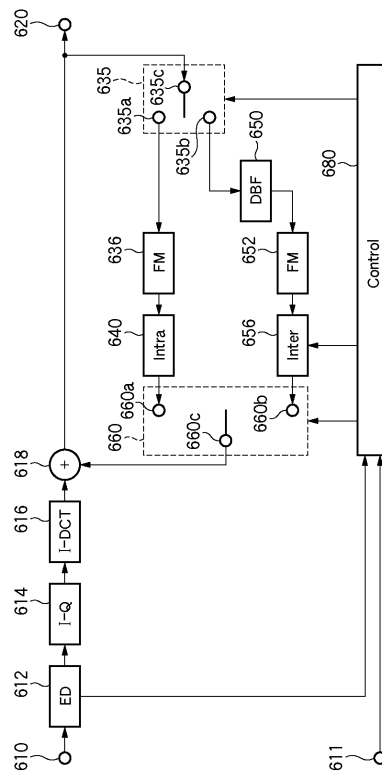 610
612
ED
614
I-Q
616
I-DCT
618
+
620
660
660a
660c
660b
640
Intra
636
FM
635
635a
635c
635b
650
DBF
652
FM
656
Inter
680
Control
611